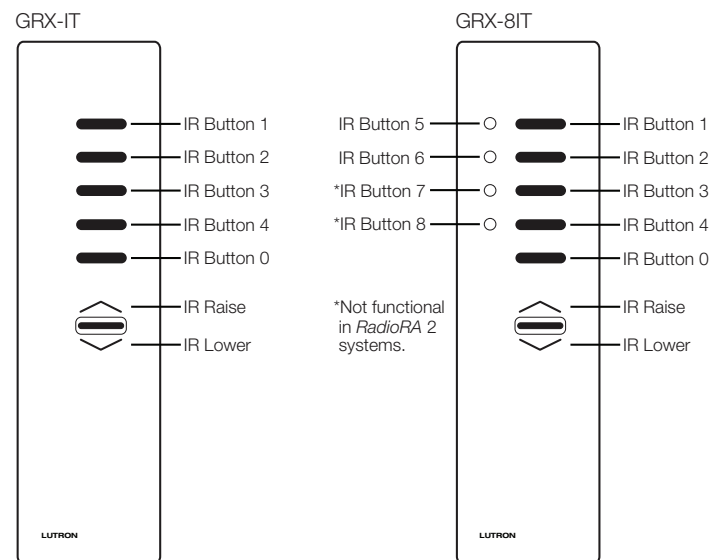 GRX-IT
IR Button 1
IR Button 2
IR Button 3
IR Button 4
IR Button 0
IR Raise
IR Lower
LUTRON
GRX-8IT
IR Button 5
IR Button 6
*IR Button 7
*IR Button 8
*Not functional
in RadioRA 2
systems.
IR Button 1
IR Button 2
IR Button 3
IR Button 4
IR Button 0
IR Raise
IR Lower
LUTRON